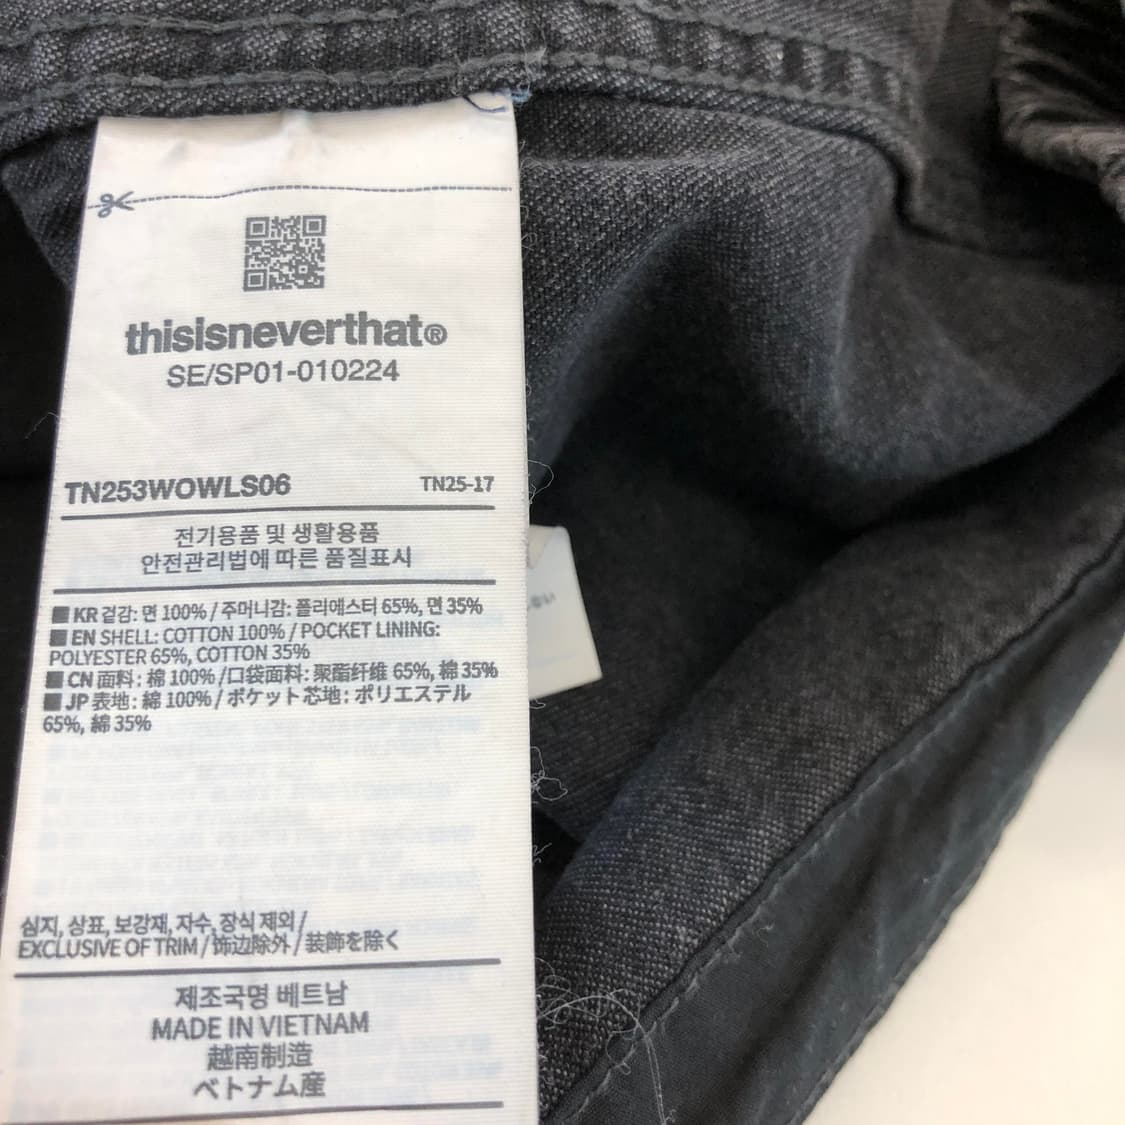 thisisneverthat®
SE/SP01-010224
TN253WOWLS06 TN25-17
전기용품 및 생활용품
안전관리법에 따른 품질표시
■ KR 겉감: 면 100% / 주머니감: 폴리에스터 65%, 면 35%
■ EN SHELL: COTTON 100% / POCKET LINING:
POLYESTER 65%, COTTON 35%
■ CN 面料: 棉 100% /口袋面料: 聚酯纤维 65%, 棉 35%
■ JP 表地: 綿 100% / ポケット芯地: ポリエステル
65%, 綿 35%
심지, 상표, 보강재, 자수, 장식 제외/
EXCLUSIVE OF TRIM / 饰边除外 / 装飾を除く
제조국명 베트남
MADE IN VIETNAM
越南制造
ベトナム産